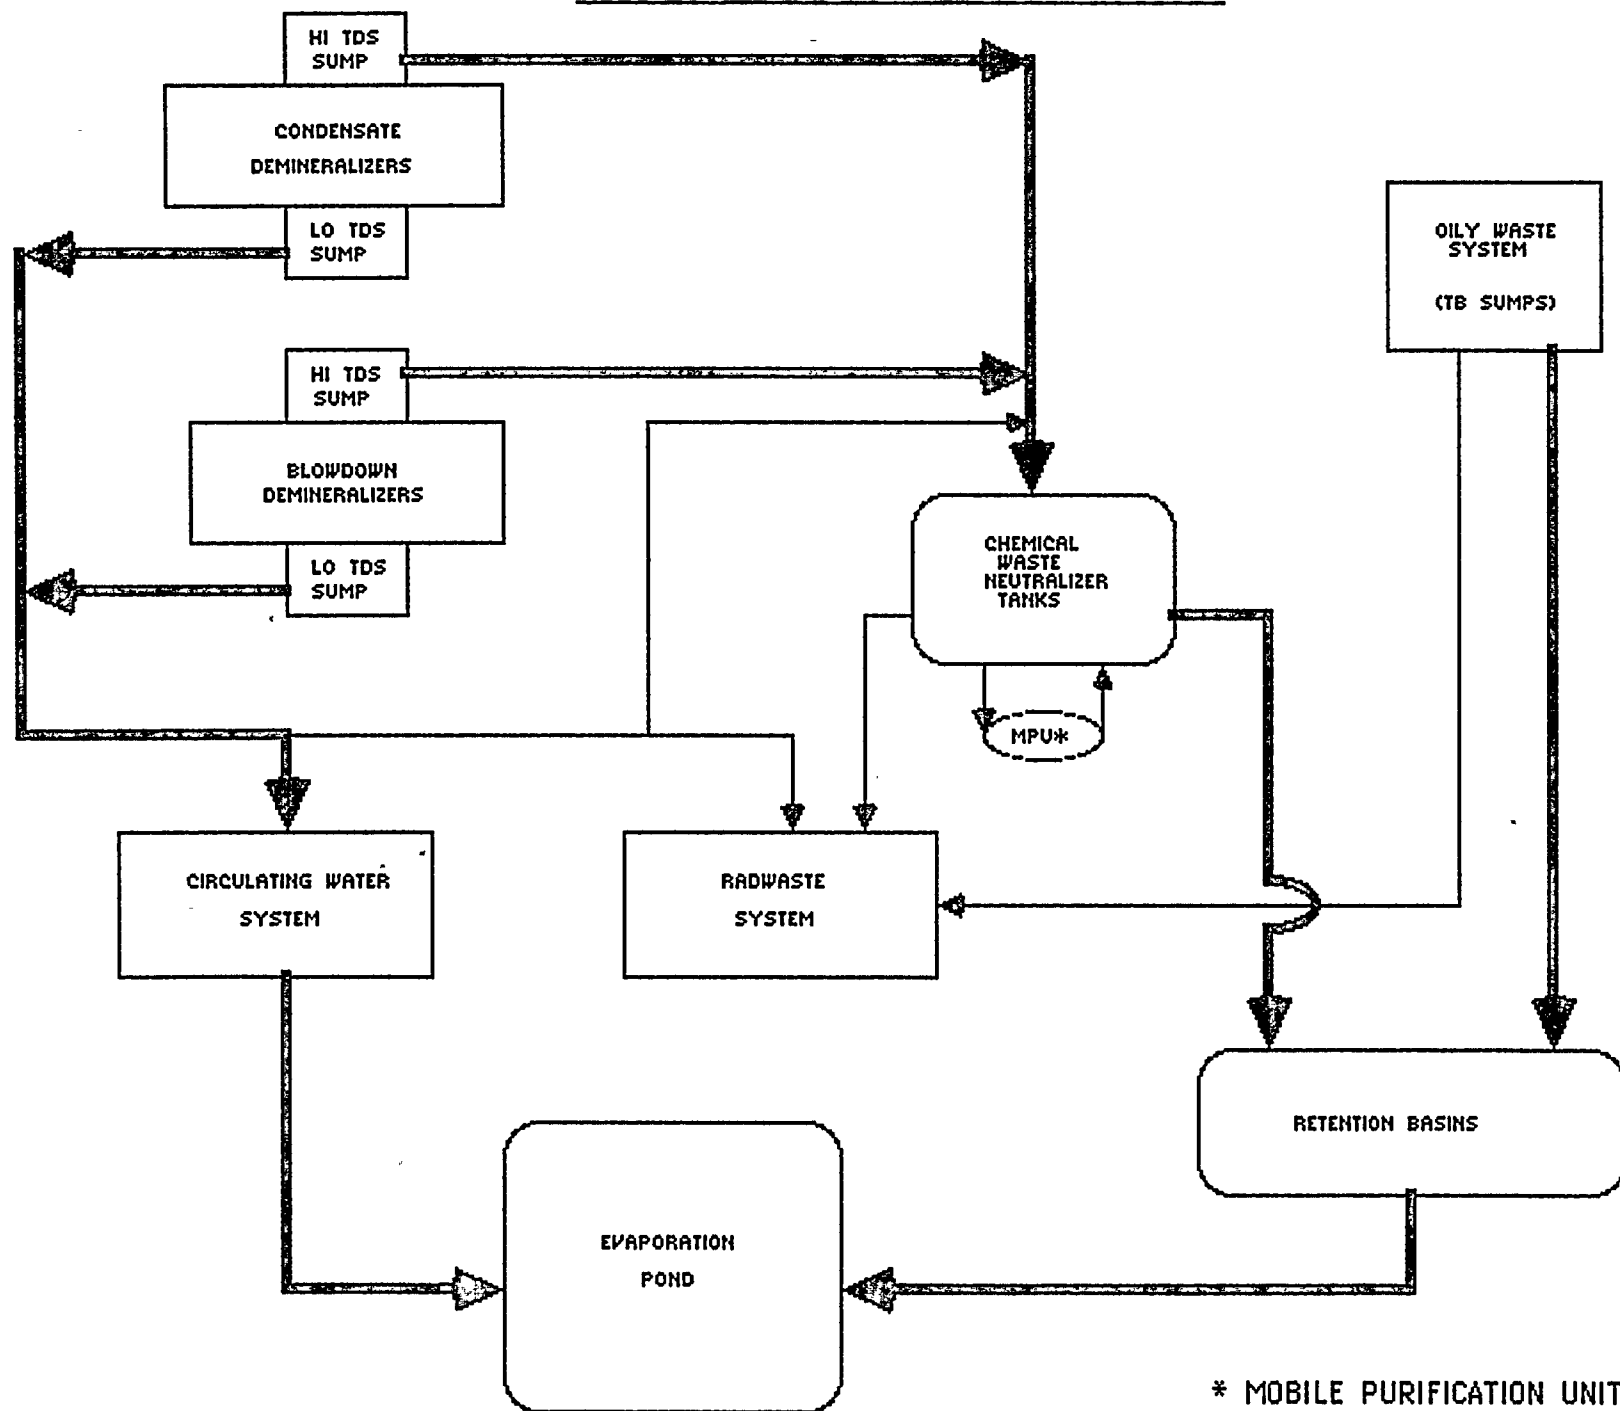 HI TDS
SUMP
CONDENSATE
DEMINERALIZERS
LO TDS
SUMP
OILY WASTE
SYSTEM
(TB SUMPS)
HI TDS
SUMP
BLOWDOWN
DEMINERALIZERS
LO TDS
SUMP
CHEMICAL
WASTE
NEUTRALIZER
TANKS
MPU*
CIRCULATING WATER
SYSTEM
RADWASTE
SYSTEM
RETENTION BASINS
EVAPORATION
POND
* MOBILE PURIFICATION UNIT